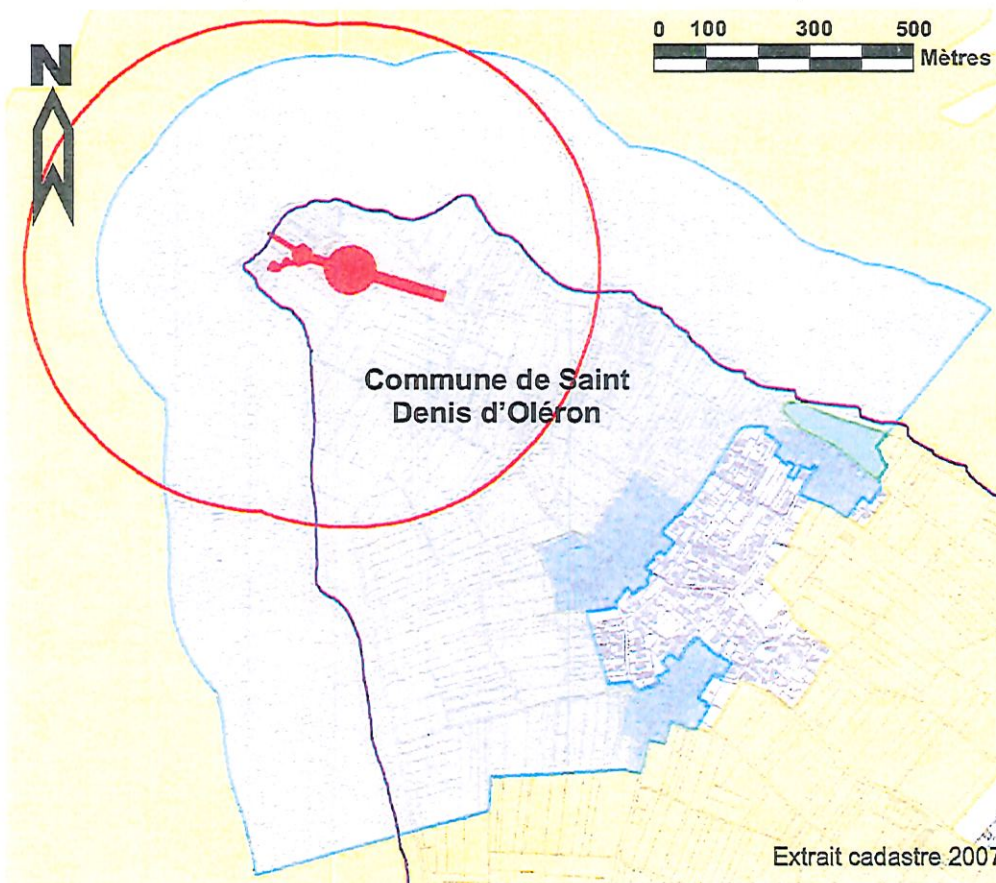 0 100 300 500
Mètres
N
Commune de Saint
Denis d'Oléron
Extrait cadastre 2007